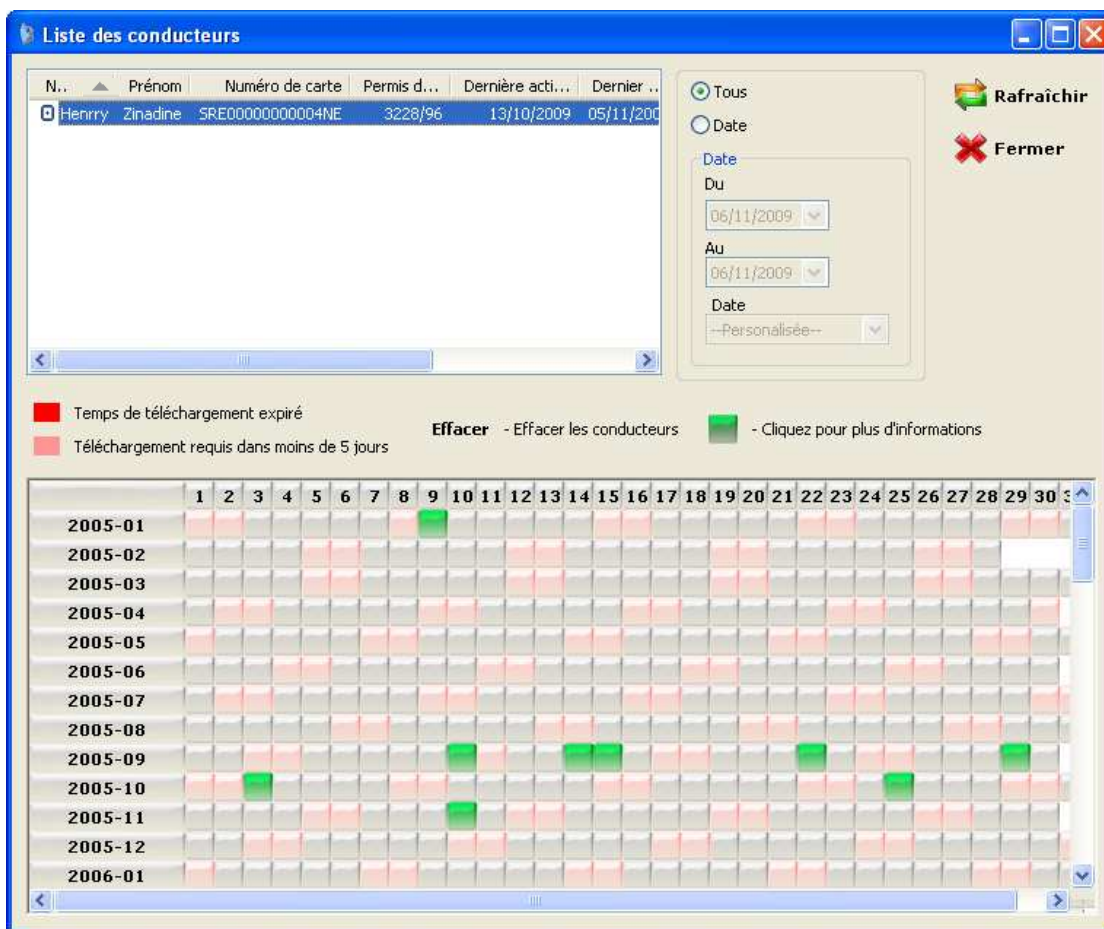 Liste des conducteurs
N.. Prénom Numéro de carte Permis d... Dernière acti... Dernier ..
Henrry Zinadine SRE00000000004NE 3228/96 13/10/2009 05/11/200
Tous
Date
Date
Du
06/11/2009
Au
06/11/2009
Date
--Personalisée--
Rafraîchir
Fermer
Temps de téléchargement expiré
Téléchargement requis dans moins de 5 jours
Effacer - Effacer les conducteurs
- Cliquez pour plus d'informations
1 2 3 4 5 6 7 8 9 10 11 12 13 14 15 16 17 18 19 20 21 22 23 24 25 26 27 28 29 30
2005-01
2005-02
2005-03
2005-04
2005-05
2005-06
2005-07
2005-08
2005-09
2005-10
2005-11
2005-12
2006-01